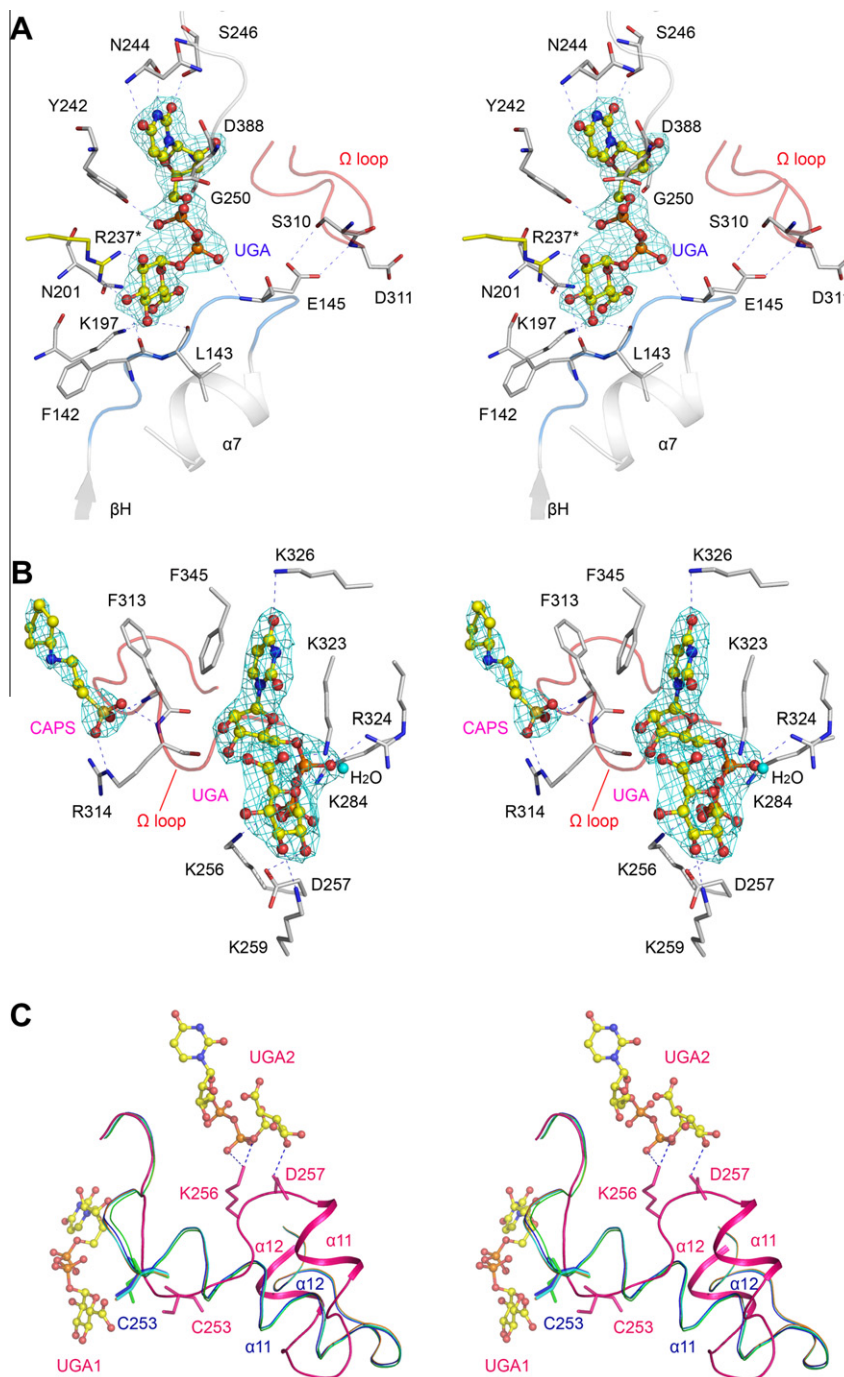 A
S246
N244
Y242
D388
Ω loop
G250
S310
R237*
UGA
N201
D311
E145
K197
L143
F142
α7
βH
S246
N244
Y242
D388
Ω loop
G250
S310
R237*
UGA
N201
D311
E145
K197
L143
F142
α7
βH
B
K326
F345
F313
K323
R324
CAPS
H2O
UGA
K284
R314
Ω loop
K256
D257
K259
K326
F345
F313
K323
R324
CAPS
H2O
UGA
K284
R314
Ω loop
K256
D257
K259
C
UGA2
D257
K256
α12
α11
α12
C253
C253
α11
UGA1
UGA2
D257
K256
α12
α11
α12
C253
C253
α11
UGA1